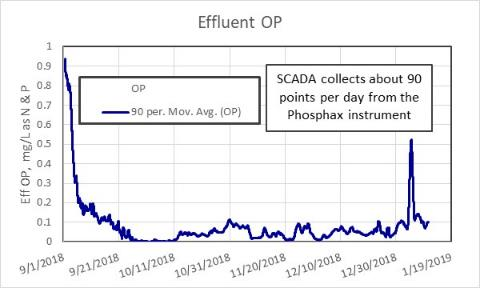 Effluent OP
1
0.9
0.8
0.7
0.6
0.5
0.4
0.3
0.2
0.1
0
Eff OP, mg/L as N & P
OP
90 per. Mov. Avg. (OP)
SCADA collects about 90
points per day from the
Phosphax instrument
9/1/2018
9/21/2018
10/11/2018
10/31/2018
11/20/2018
12/10/2018
12/30/2018
1/19/2019